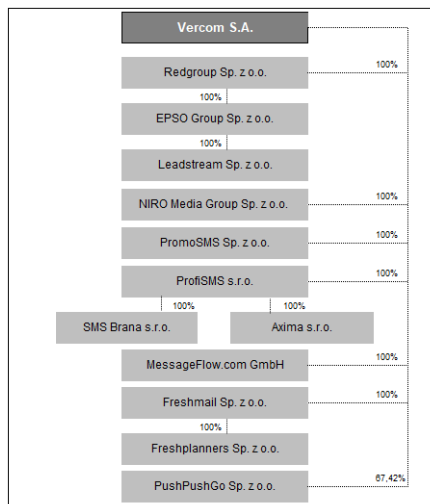 Vercom S.A.
Redgroup Sp. z o.o.
100%
100%
EPSO Group Sp. z o.o.
100%
Leadstream Sp. z o.o.
NIRO Media Group Sp. z o.o.
100%
PromoSMS Sp. z o.o.
100%
ProfiSMS s.r.o.
100%
100%
100%
SMS Brana s.r.o.
Axima s.r.o.
MessageFlow.com GmbH
100%
Freshmail Sp. z o.o.
100%
100%
Freshplanners Sp. z o.o.
PushPushGo Sp. z o.o.
67,42%